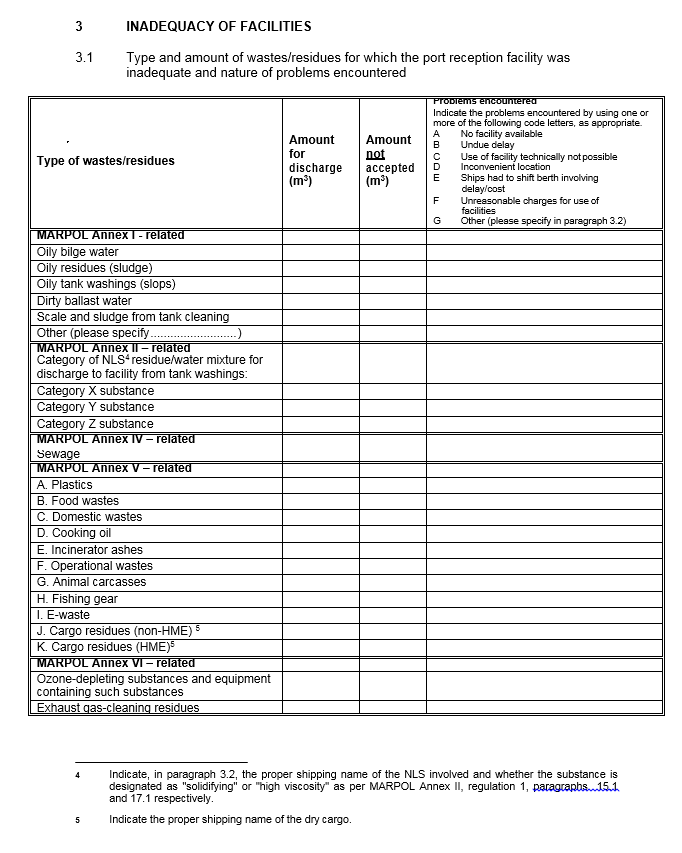 3 INADEQUACY OF FACILITIES
3.1 Type and amount of wastes/residues for which the port reception facility was
inadequate and nature of problems encountered
Type of wastes/residues
Amount
for
discharge
(m³)
Amount
not
accepted
(m³)
Problems encountered
Indicate the problems encountered by using one or
more of the following code letters, as appropriate.
A No facility available
B Undue delay
C Use of facility technically not possible
D Inconvenient location
E Ships had to shift berth involving
delay/cost
F Unreasonable charges for use of
facilities
G Other (please specify in paragraph 3.2)
MARPOL Annex I - related
Oily bilge water
Oily residues (sludge)
Oily tank washings (slops)
Dirty ballast water
Scale and sludge from tank cleaning
Other (please specify..........................)
MARPOL Annex II – related
Category of NLS⁴ residue/water mixture for
discharge to facility from tank washings:
Category X substance
Category Y substance
Category Z substance
MARPOL Annex IV – related
Sewage
MARPOL Annex V – related
A. Plastics
B. Food wastes
C. Domestic wastes
D. Cooking oil
E. Incinerator ashes
F. Operational wastes
G. Animal carcasses
H. Fishing gear
I. E-waste
J. Cargo residues (non-HME) ⁵
K. Cargo residues (HME)⁵
MARPOL Annex VI – related
Ozone-depleting substances and equipment
containing such substances
Exhaust gas-cleaning residues
4 Indicate, in paragraph 3.2, the proper shipping name of the NLS involved and whether the substance is
designated as "solidifying" or "high viscosity" as per MARPOL Annex II, regulation 1, paragraphs 15.1
and 17.1 respectively.
5 Indicate the proper shipping name of the dry cargo.